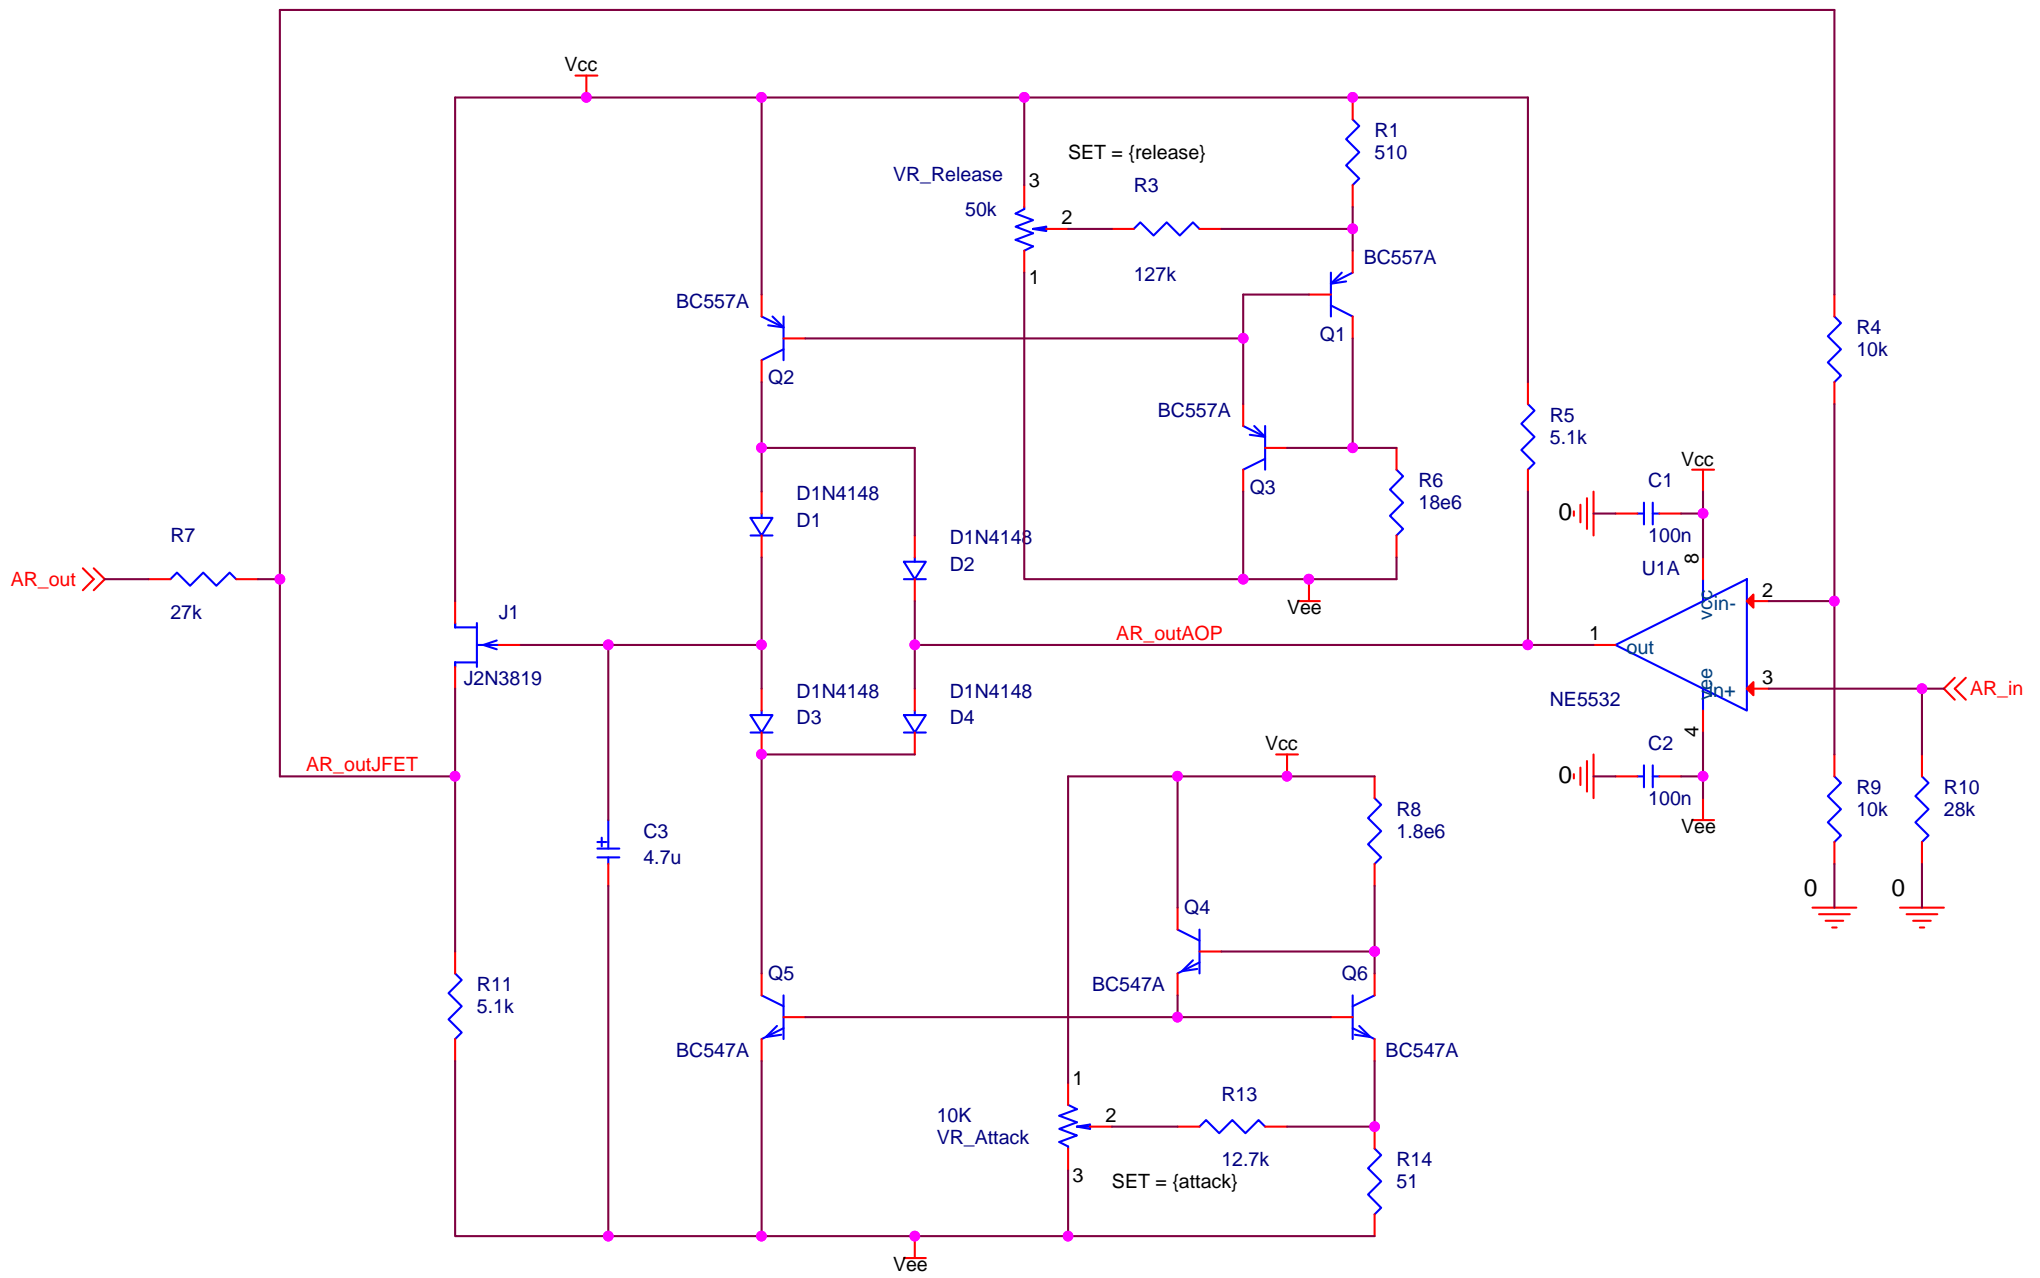 Vcc
R1
510
SET = {release}
VR_Release
3
R3
50k
2
127k
1
BC557A
Q1
BC557A
Q2
R4
10k
BC557A
Q3
R5
5.1k
Vcc
C1
0
100n
8
U1A
R6
18e6
D1N4148
D1
D1N4148
D2
R7
AR_out
27k
Vee
J1
J2N3819
AR_outAOP
1
out
vcc
in-
2
vee
in+
3
AR_in
NE5532
4
D1N4148
D3
D1N4148
D4
AR_outJFET
Vcc
C2
0
100n
Vee
R9
10k
R10
28k
0
0
C3
4.7u
R8
1.8e6
Q4
BC547A
Q5
BC547A
Q6
BC547A
R11
5.1k
1
10K
VR_Attack
2
R13
12.7k
3
SET = {attack}
R14
51
Vee